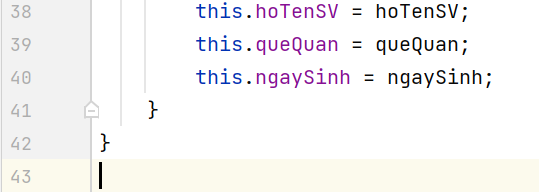 38 this.hoTenSV = hoTenSV;
39 this.queQuan = queQuan;
40 this.ngaySinh = ngaySinh;
41 }
42 }
43